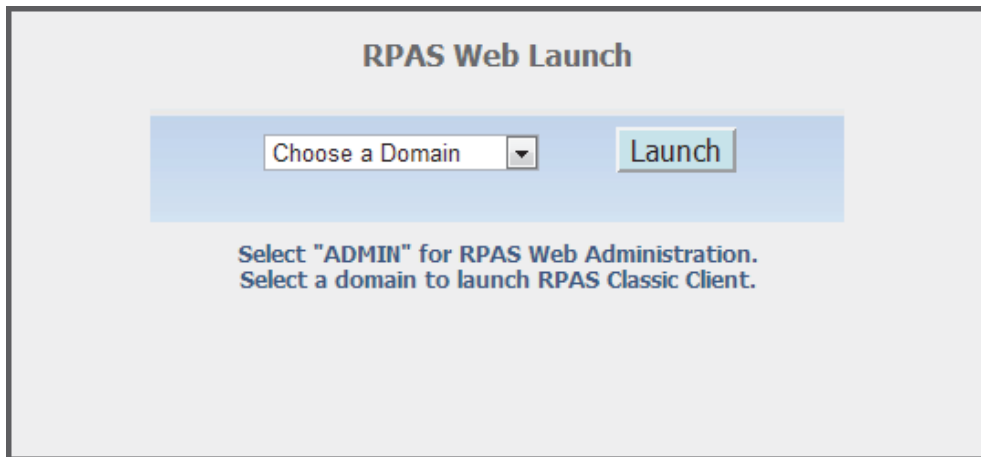 RPAS Web Launch
Choose a Domain
Launch
Select "ADMIN" for RPAS Web Administration.
Select a domain to launch RPAS Classic Client.